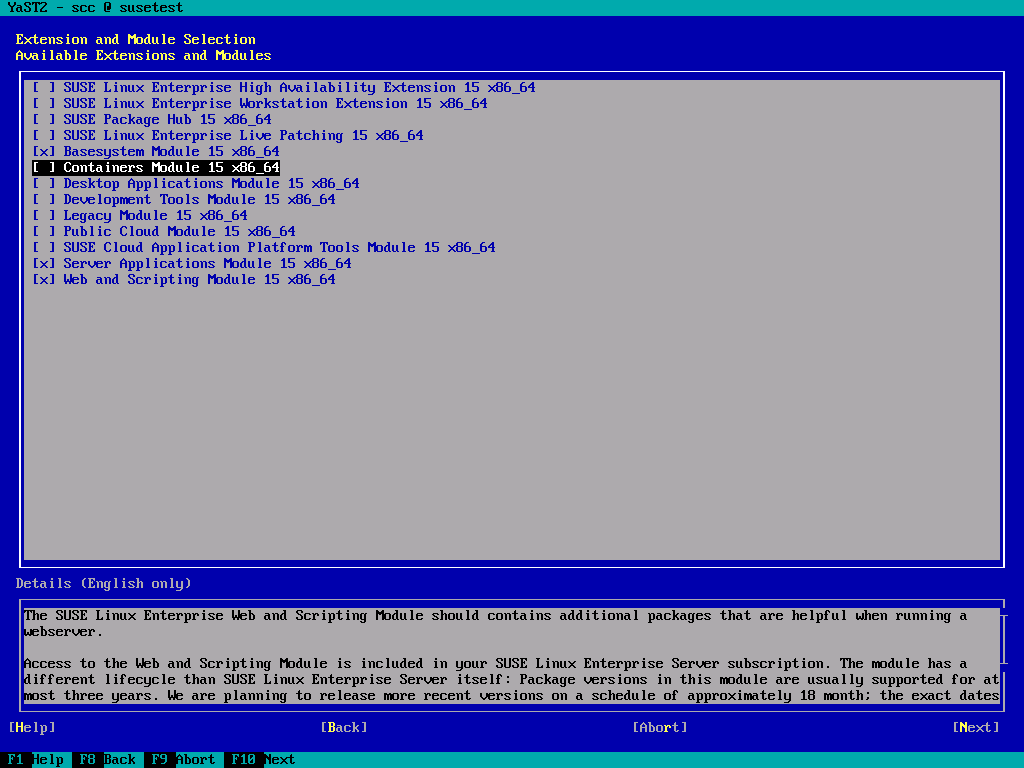 YaST2 - scc @ susetest
Extension and Module Selection
Available Extensions and Modules
[ ] SUSE Linux Enterprise High Availability Extension 15 x86_64
[ ] SUSE Linux Enterprise Workstation Extension 15 x86_64
[ ] SUSE Package Hub 15 x86_64
[ ] SUSE Linux Enterprise Live Patching 15 x86_64
[x] Basesystem Module 15 x86_64
[ ] Containers Module 15 x86_64
[ ] Desktop Applications Module 15 x86_64
[ ] Development Tools Module 15 x86_64
[ ] Legacy Module 15 x86_64
[ ] Public Cloud Module 15 x86_64
[ ] SUSE Cloud Application Platform Tools Module 15 x86_64
[x] Server Applications Module 15 x86_64
[x] Web and Scripting Module 15 x86_64
Details (English only)
The SUSE Linux Enterprise Web and Scripting Module should contains additional packages that are helpful when running a
webserver.
Access to the Web and Scripting Module is included in your SUSE Linux Enterprise Server subscription. The module has a
different lifecycle than SUSE Linux Enterprise Server itself: Package versions in this module are usually supported for at
most three years. We are planning to release more recent versions on a schedule of approximately 18 month; the exact dates
[Help] [Back] [Abort] [Next]
F1 Help F8 Back F9 Abort F10 Next